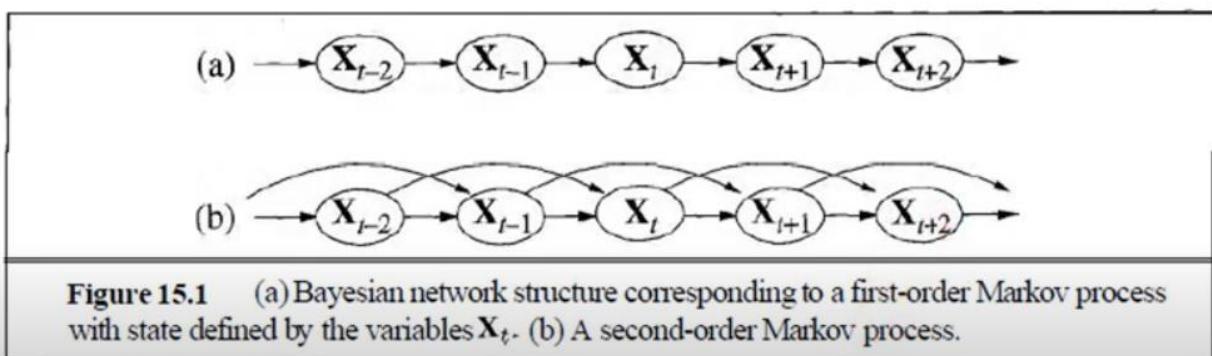 (a) X_{t-2} X_{t-1} X_t X_{t+1} X_{t+2}
(b) X_{t-2} X_{t-1} X_t X_{t+1} X_{t+2}
Figure 15.1 (a) Bayesian network structure corresponding to a first-order Markov process
with state defined by the variables X_t. (b) A second-order Markov process.